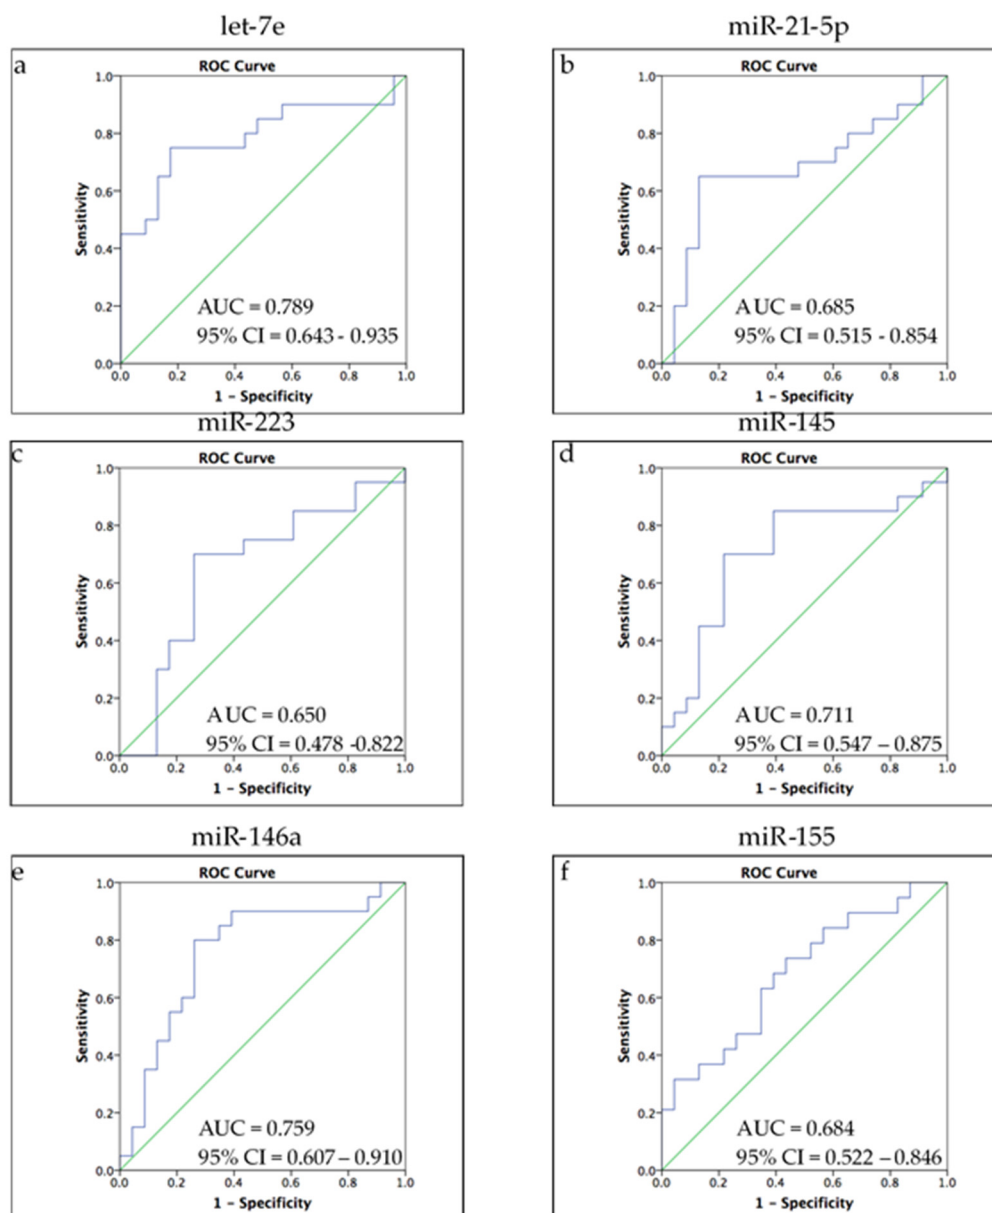 let-7e
a
ROC Curve
1.0
0.8
0.6
0.4
0.2
0.0
Sensitivity
AUC = 0.789
95% CI = 0.643 - 0.935
0.0 0.2 0.4 0.6 0.8 1.0
1 - Specificity
miR-21-5p
b
ROC Curve
1.0
0.8
0.6
0.4
0.2
0.0
Sensitivity
AUC = 0.685
95% CI = 0.515 - 0.854
0.0 0.2 0.4 0.6 0.8 1.0
1 - Specificity
miR-223
c
ROC Curve
1.0
0.8
0.6
0.4
0.2
0.0
Sensitivity
AUC = 0.650
95% CI = 0.478 -0.822
0.0 0.2 0.4 0.6 0.8 1.0
1 - Specificity
miR-145
d
ROC Curve
1.0
0.8
0.6
0.4
0.2
0.0
Sensitivity
AUC = 0.711
95% CI = 0.547 – 0.875
0.0 0.2 0.4 0.6 0.8 1.0
1 - Specificity
miR-146a
e
ROC Curve
1.0
0.8
0.6
0.4
0.2
0.0
Sensitivity
AUC = 0.759
95% CI = 0.607 – 0.910
0.0 0.2 0.4 0.6 0.8 1.0
1 - Specificity
miR-155
f
ROC Curve
1.0
0.8
0.6
0.4
0.2
0.0
Sensitivity
AUC = 0.684
95% CI = 0.522 – 0.846
0.0 0.2 0.4 0.6 0.8 1.0
1 - Specificity